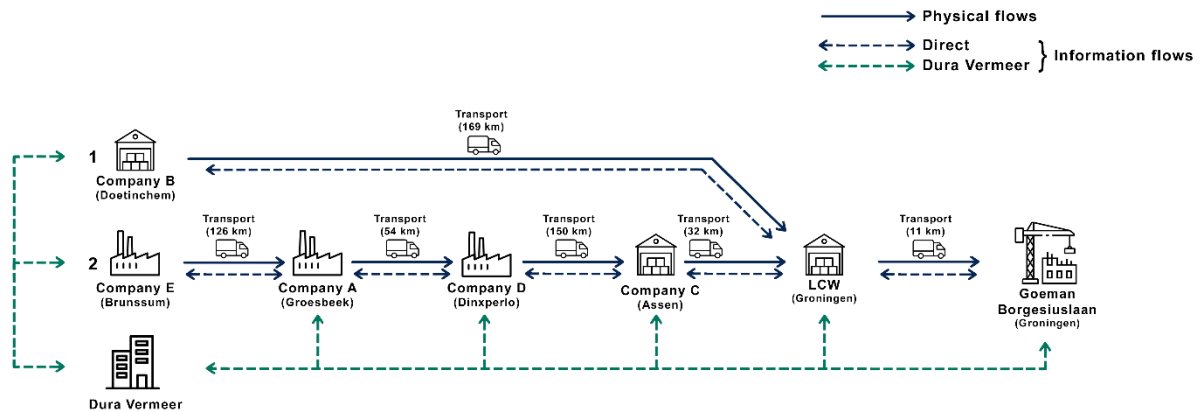 Physical flows
Direct
Dura Vermeer
} Information flows
Transport
(169 km)
1
Company B
(Doetinchem)
Transport
(126 km)
Transport
(54 km)
Transport
(150 km)
Transport
(32 km)
Transport
(11 km)
2
Company E
(Brunssum)
Company A
(Groesbeek)
Company D
(Dinxperlo)
Company C
(Assen)
LCW
(Groningen)
Goeman
Borgesiuslaan
(Groningen)
Dura Vermeer